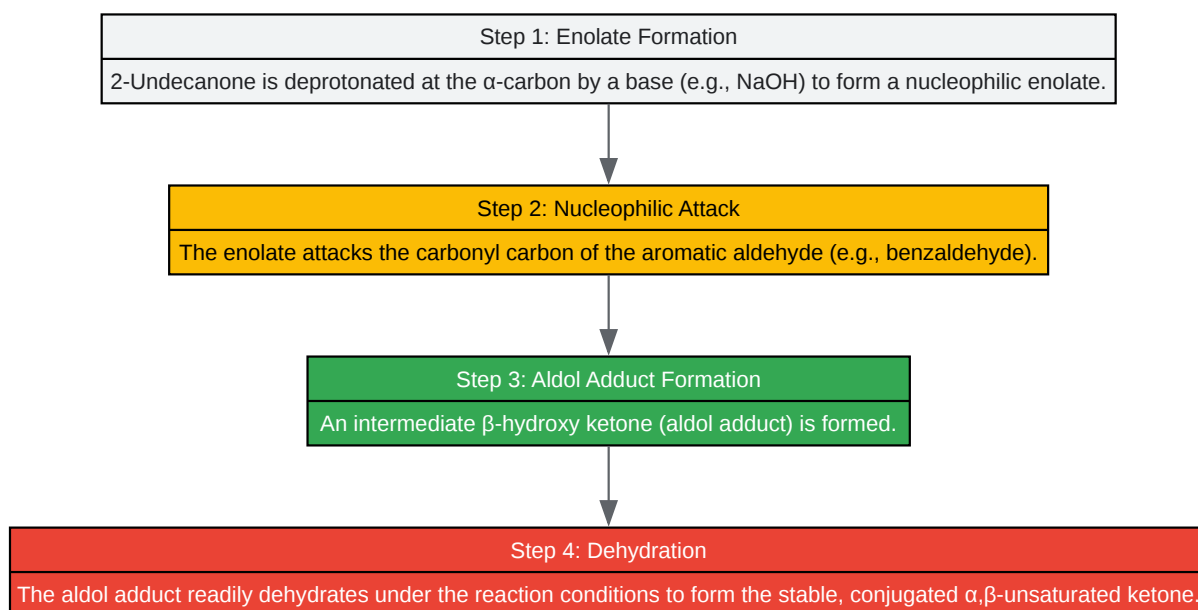 Step 1: Enolate Formation
2-Undecanone is deprotonated at the α-carbon by a base (e.g., NaOH) to form a nucleophilic enolate.
Step 2: Nucleophilic Attack
The enolate attacks the carbonyl carbon of the aromatic aldehyde (e.g., benzaldehyde).
Step 3: Aldol Adduct Formation
An intermediate β-hydroxy ketone (aldol adduct) is formed.
Step 4: Dehydration
The aldol adduct readily dehydrates under the reaction conditions to form the stable, conjugated α,β-unsaturated ketone.